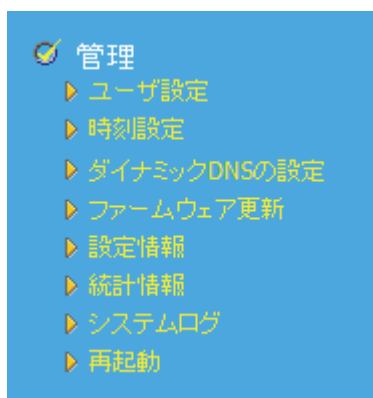 管理
ユーザ設定
時刻設定
ダイナミックDNSの設定
ファームウェア更新
設定情報
統計情報
システムログ
再起動